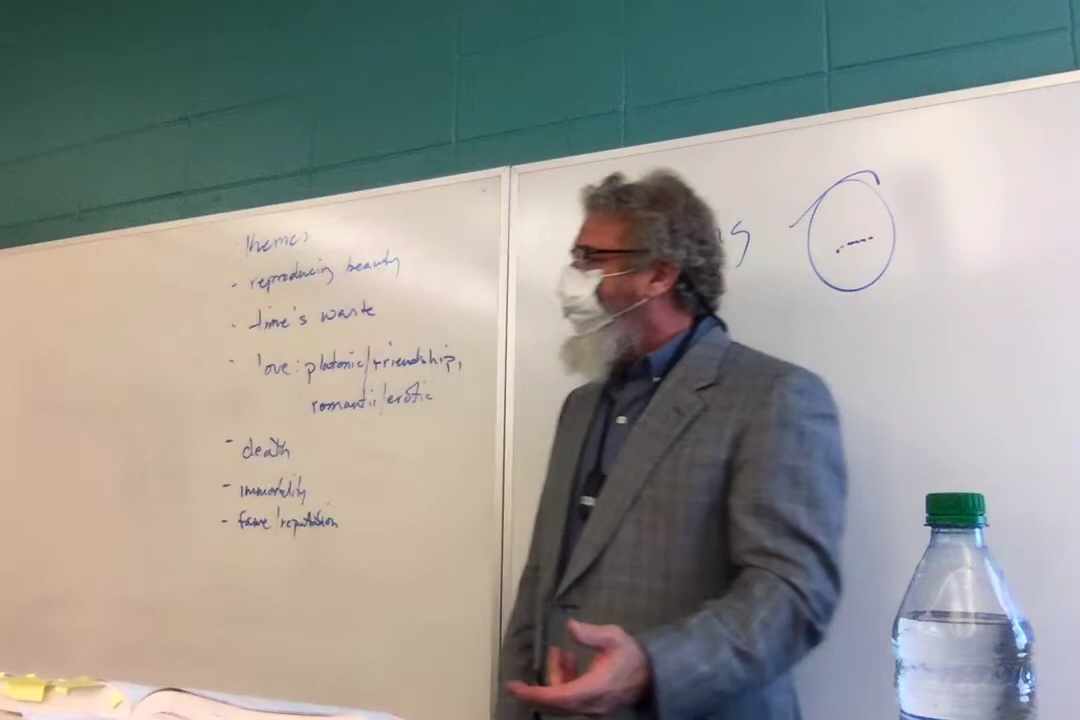 themes
- reproducing beauty
- time's waste
- love: platonic/friendship,
romantic/erotic
- death
- immortality
- fame/reputation